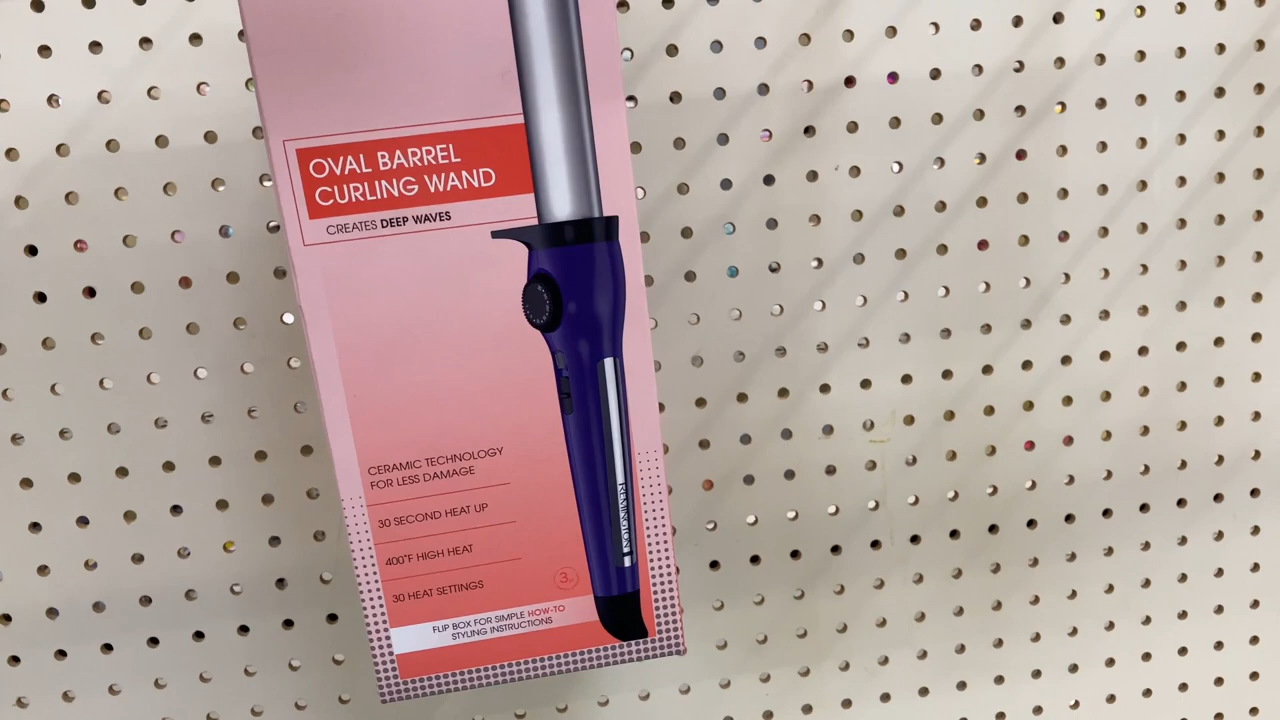 OVAL BARREL
CURLING WAND
CREATES DEEP WAVES
CERAMIC TECHNOLOGY
FOR LESS DAMAGE
30 SECOND HEAT UP
400°F HIGH HEAT
30 HEAT SETTINGS
3
FLIP BOX FOR SIMPLE HOW-TO
STYLING INSTRUCTIONS
REMINGTON